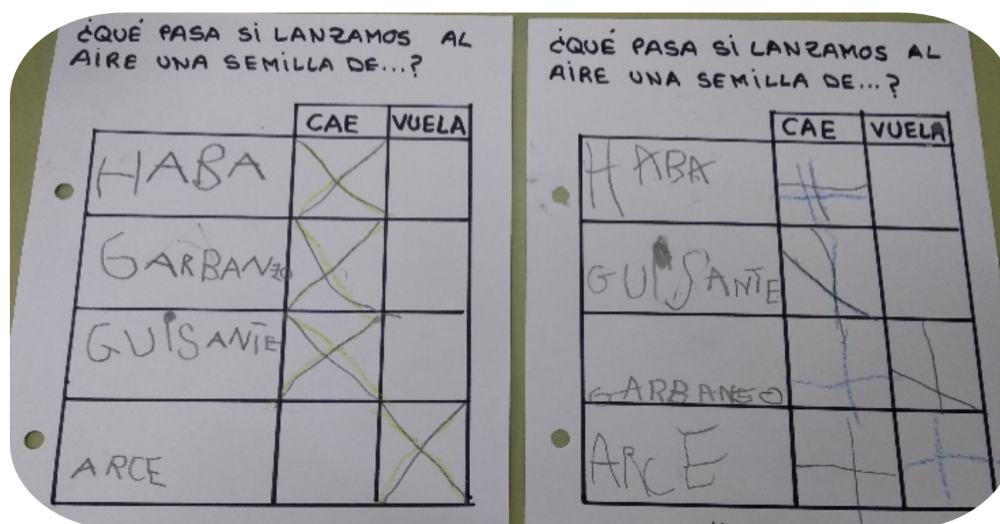 ¿QUÉ PASA SI LANZAMOS AL
AIRE UNA SEMILLA DE...?
CAE VUELA
HABA
GARBANZO
GUISANTE
ARCE
¿QUÉ PASA SI LANZAMOS AL
AIRE UNA SEMILLA DE...?
CAE VUELA
HABA
GUISANTE
GARBANZO
ARCE